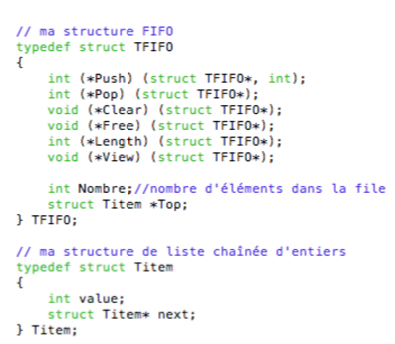 // ma structure FIFO
typedef struct TFIFO
{
    int (*Push) (struct TFIFO*, int);
    int (*Pop) (struct TFIFO*);
    void (*Clear) (struct TFIFO*);
    void (*Free) (struct TFIFO*);
    int (*Length) (struct TFIFO*);
    void (*View) (struct TFIFO*);

    int Nombre;//nombre d'éléments dans la file
    struct Titem *Top;
} TFIFO;

// ma structure de liste chaînée d'entiers
typedef struct Titem
{
    int value;
    struct Titem* next;
} Titem;